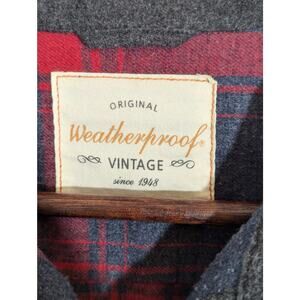 ORIGINAL
Weatherproof®
VINTAGE
since 1948